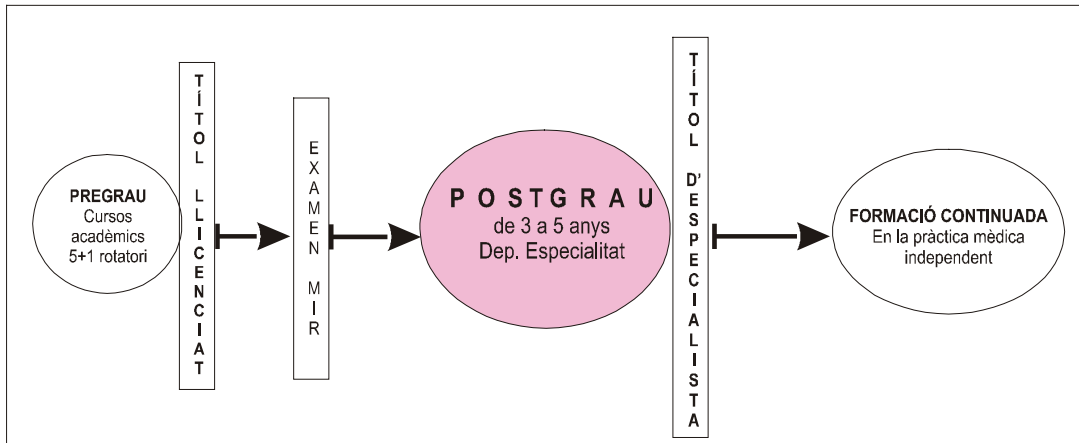 PREGRAU
Cursos
acadèmics
5+1 rotatori
TÍTOL LLICENCIAT
EXAMEN MIR
POSTGRAU
de 3 a 5 anys
Dep. Especialitat
TÍTOL D'ESPECIALISTA
FORMACIÓ CONTINUADA
En la pràctica mèdica
independent